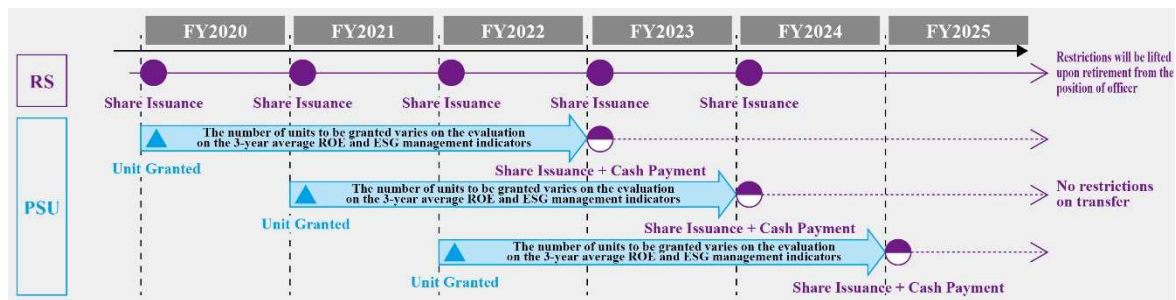 FY2020
FY2021
FY2022
FY2023
FY2024
FY2025
RS
Share Issuance
Share Issuance
Share Issuance
Share Issuance
Share Issuance
Restrictions will be lifted
upon retirement from the
position of officer
PSU
The number of units to be granted varies on the evaluation
on the 3-year average ROE and ESG management indicators
Unit Granted
Share Issuance + Cash Payment
The number of units to be granted varies on the evaluation
on the 3-year average ROE and ESG management indicators
Unit Granted
Share Issuance + Cash Payment
No restrictions
on transfer
The number of units to be granted varies on the evaluation
on the 3-year average ROE and ESG management indicators
Unit Granted
Share Issuance + Cash Payment